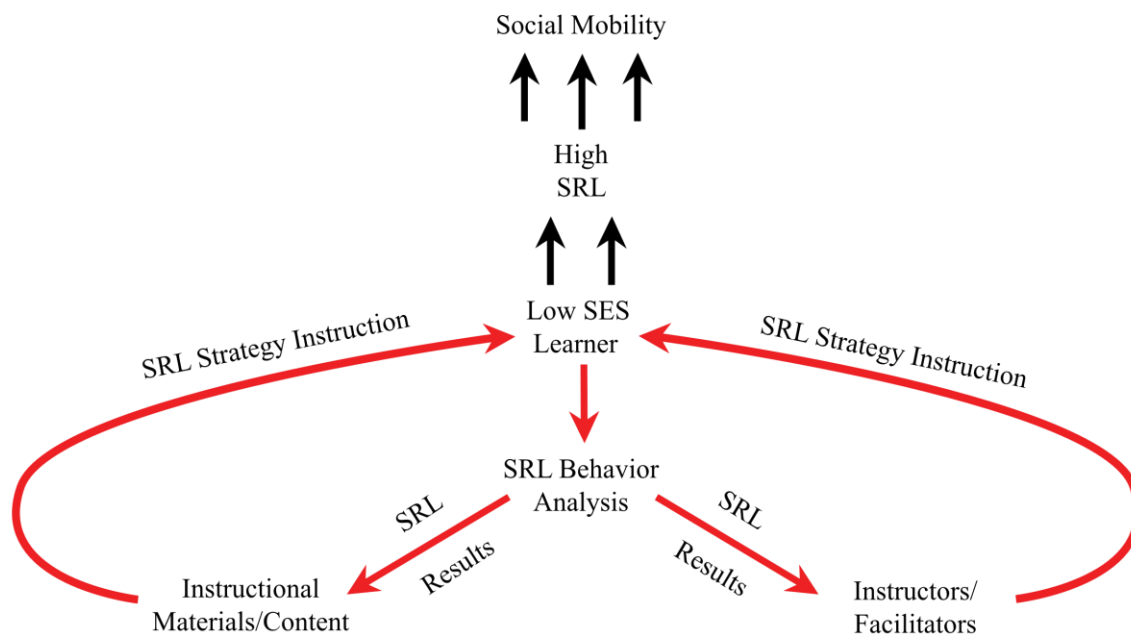 Social Mobility
High
SRL
Low SES
Learner
SRL Strategy Instruction
SRL Strategy Instruction
SRL Behavior
Analysis
SRL
Results
SRL
Results
Instructional
Materials/Content
Instructors/
Facilitators